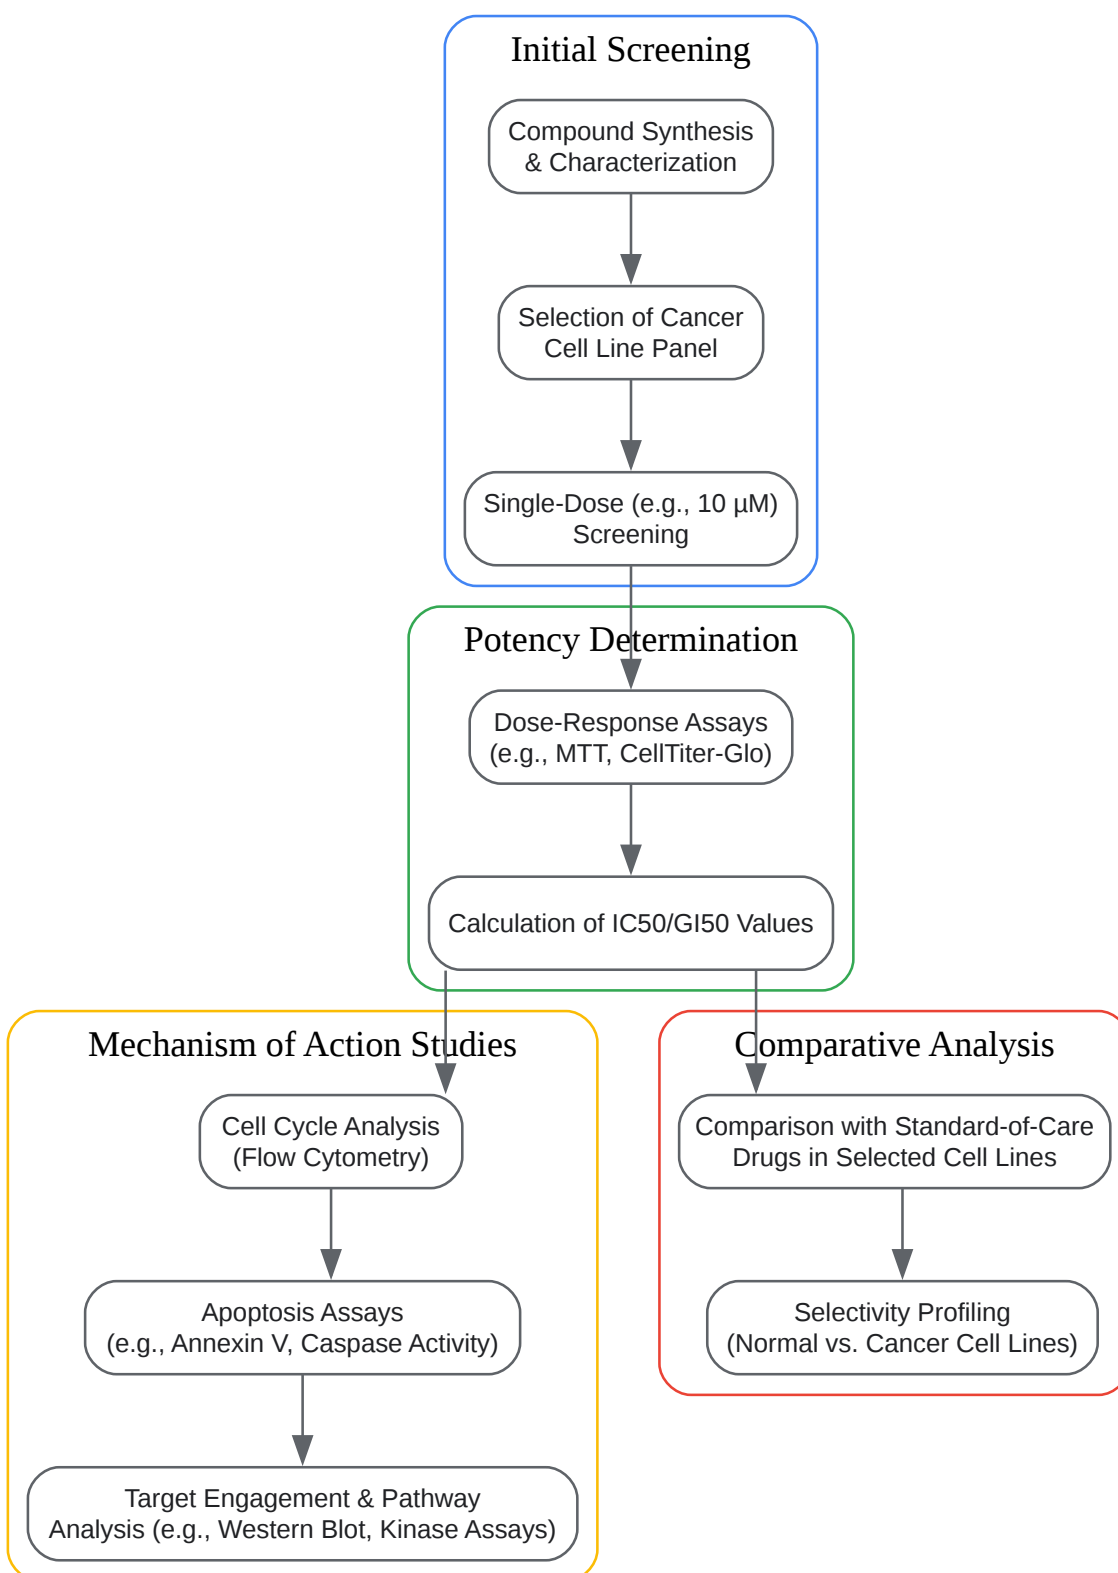 Initial Screening
Compound Synthesis
& Characterization
Selection of Cancer
Cell Line Panel
Single-Dose (e.g., 10 µM)
Screening
Potency Determination
Dose-Response Assays
(e.g., MTT, CellTiter-Glo)
Calculation of IC50/GI50 Values
Mechanism of Action Studies
Cell Cycle Analysis
(Flow Cytometry)
Apoptosis Assays
(e.g., Annexin V, Caspase Activity)
Target Engagement & Pathway
Analysis (e.g., Western Blot, Kinase Assays)
Comparative Analysis
Comparison with Standard-of-Care
Drugs in Selected Cell Lines
Selectivity Profiling
(Normal vs. Cancer Cell Lines)